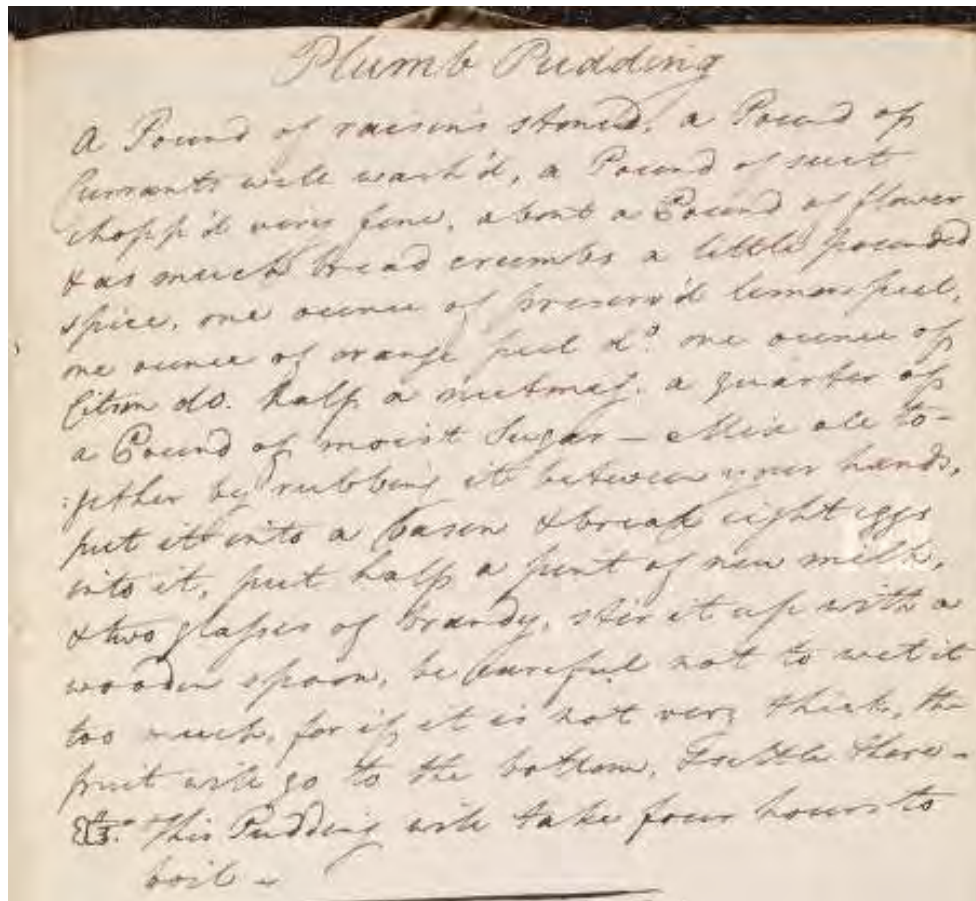 Plumb Pudding
A Pound of raisins stoned, a Pound of
Currants well wash'd, a Pound of suet
chopp'd very fine, about a Pound of flower
& as much bread crumbs a little pounded
spice, one ounce of preserv'd lemon peel,
one ounce of orange peel do. one ounce of
Citron do. half a nutmeg. a quarter of
a Pound of moist Sugar — Mix all to-
:gether by rubbing it between your hands,
put it into a bason & break eight eggs
into it, put half a pint of new milk,
& two glasses of brandy, stir it up with a
wooden spoon, be careful not to wet it
too much, for if it is not very thick, the
fruit will go to the bottom,
This Pudding will take four hours to
boil –